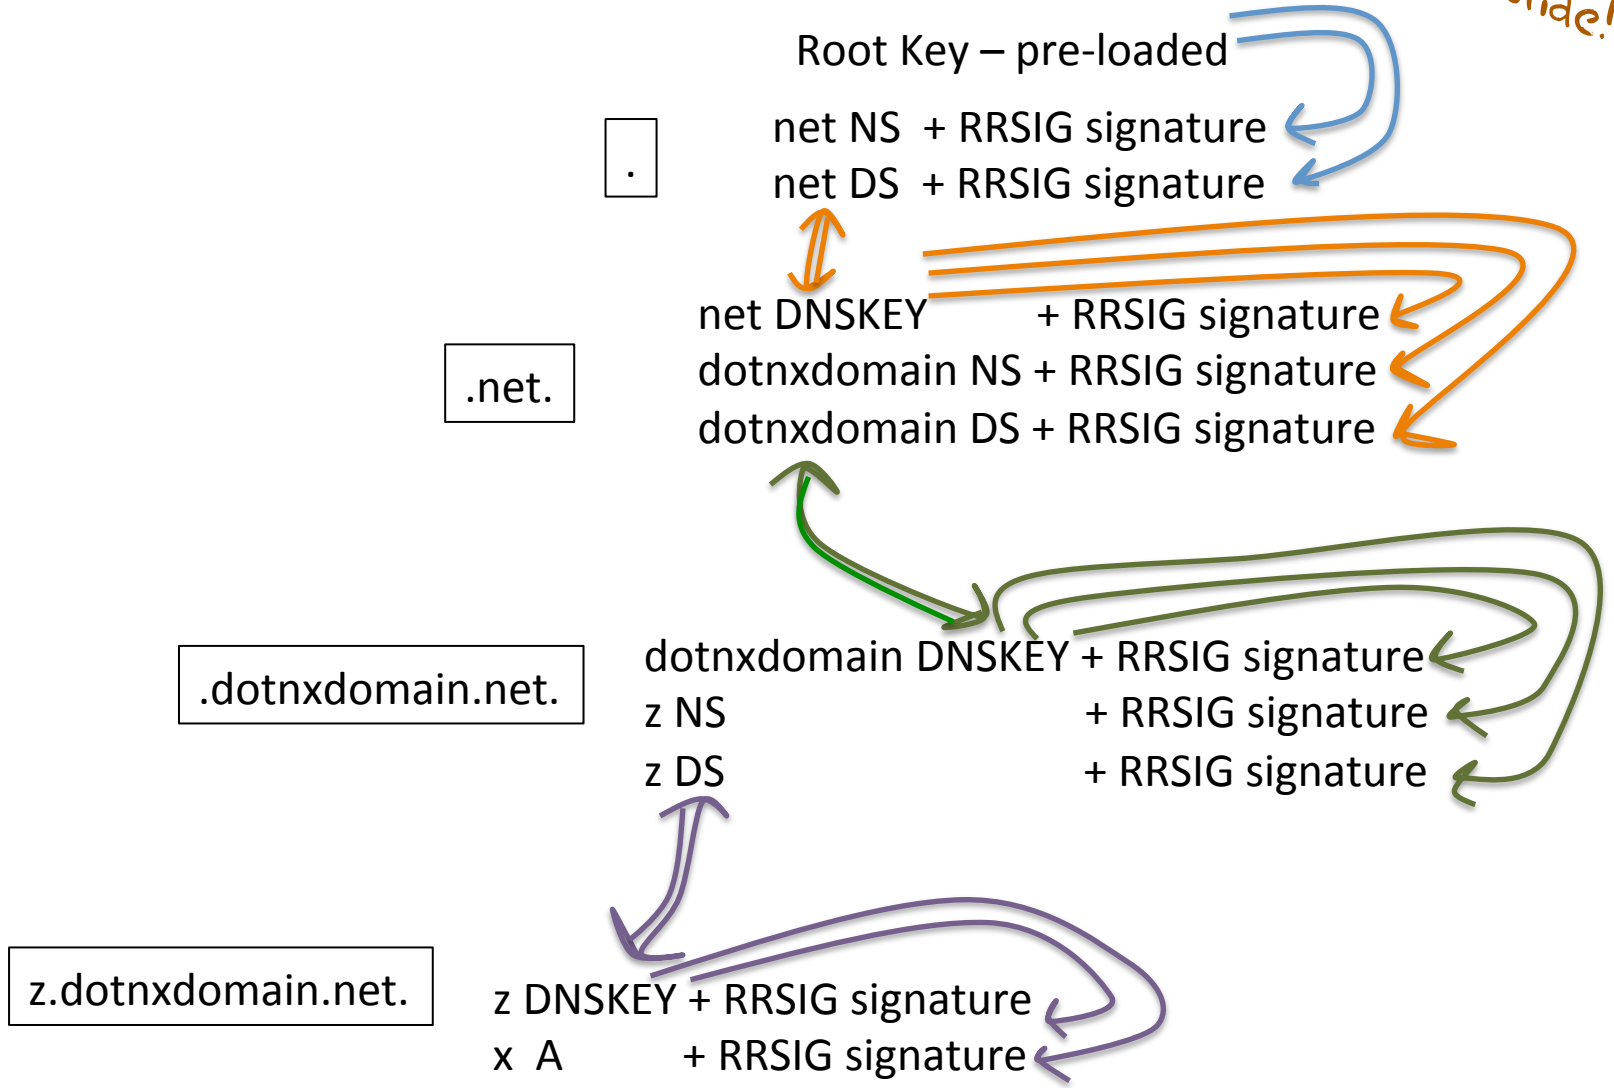 Root Key – pre-loaded
.
net NS + RRSIG signature
net DS + RRSIG signature
.net.
net DNSKEY + RRSIG signature
dotnxdomain NS + RRSIG signature
dotnxdomain DS + RRSIG signature
.dotnxdomain.net.
dotnxdomain DNSKEY + RRSIG signature
z NS + RRSIG signature
z DS + RRSIG signature
z.dotnxdomain.net.
z DNSKEY + RRSIG signature
x A + RRSIG signature